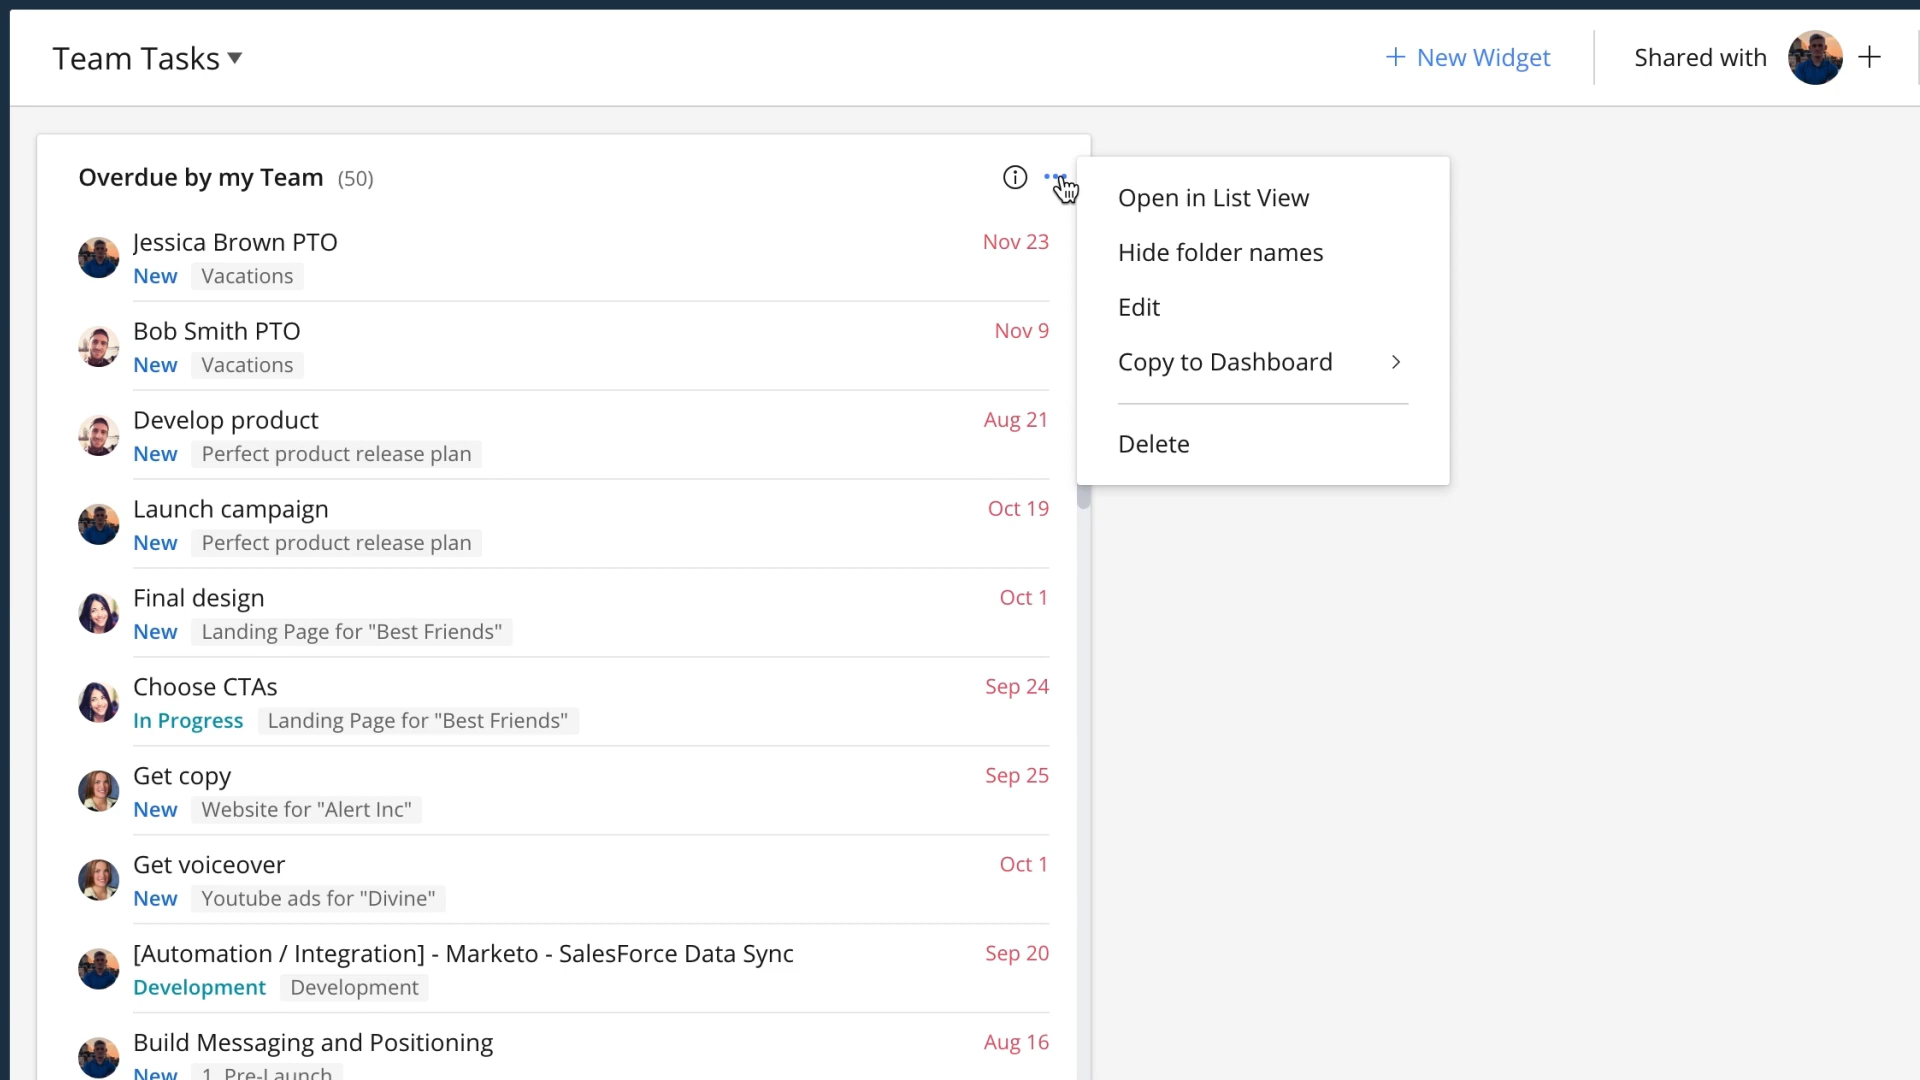 Team Tasks
+ New Widget
Shared with
Overdue by my Team (50)
Jessica Brown PTO
Nov 23
New Vacations
Bob Smith PTO
Nov 9
New Vacations
Develop product
Aug 21
New Perfect product release plan
Launch campaign
Oct 19
New Perfect product release plan
Final design
Oct 1
New Landing Page for "Best Friends"
Choose CTAs
Sep 24
In Progress Landing Page for "Best Friends"
Get copy
Sep 25
New Website for "Alert Inc"
Get voiceover
Oct 1
New Youtube ads for "Divine"
[Automation / Integration] - Marketo - SalesForce Data Sync
Sep 20
Development Development
Build Messaging and Positioning
Aug 16
New 1. Pre-Launch
Open in List View
Hide folder names
Edit
Copy to Dashboard
Delete